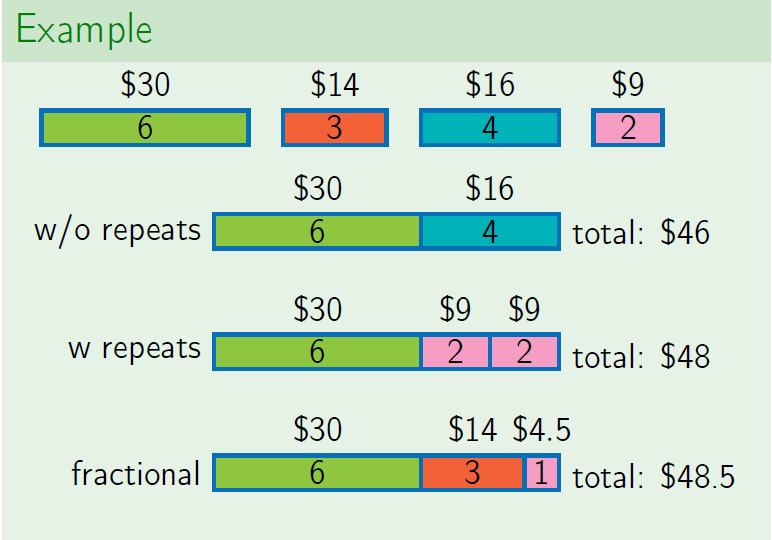 Example
$30 $14 $16 $9
6 3 4 2
$30 $16
w/o repeats 6 4 total: $46
$30 $9 $9
w repeats 6 2 2 total: $48
$30 $14 $4.5
fractional 6 3 1 total: $48.5